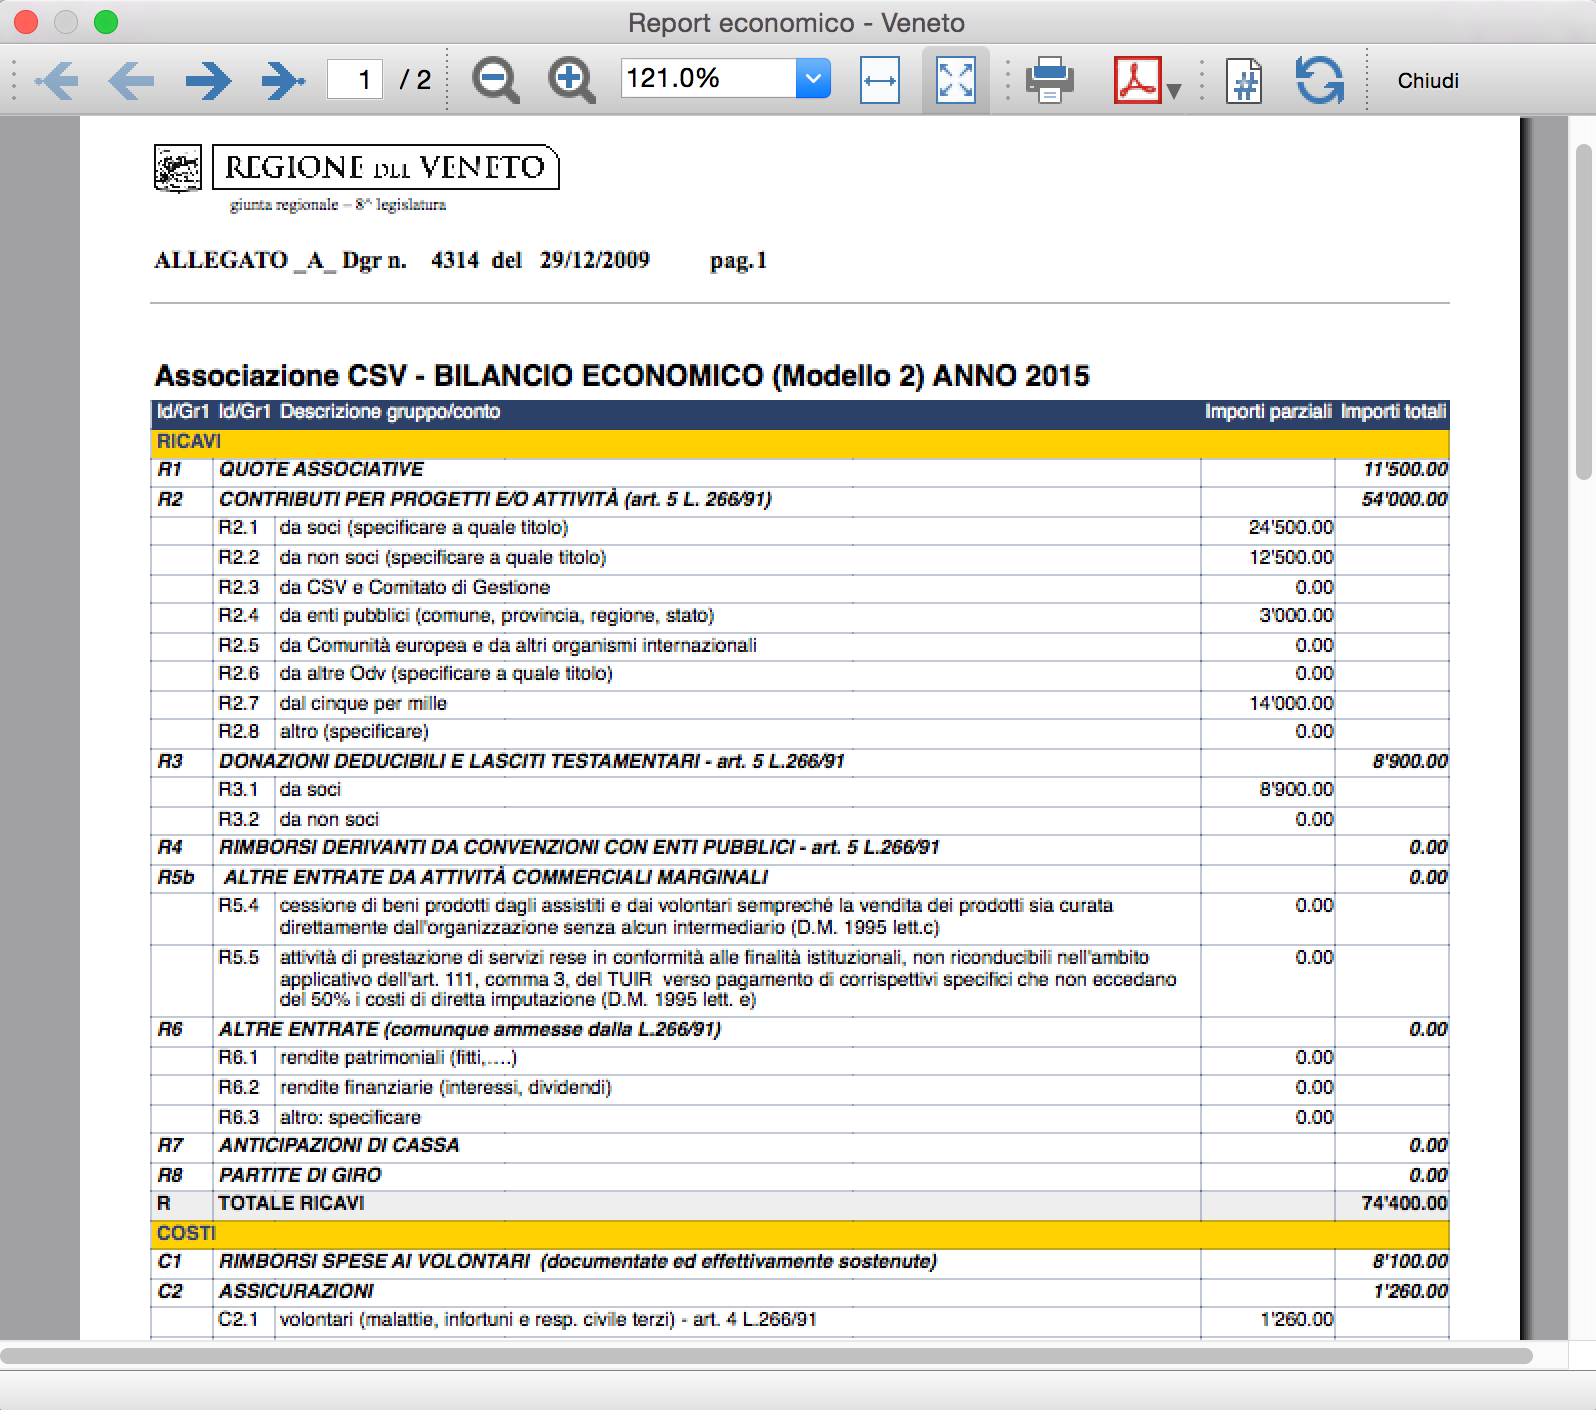 Report economico - Veneto
1 / 2 121.0% Chiudi
REGIONE DEL VENETO
giunta regionale – 8^ legislatura
ALLEGATO _A_ Dgr n. 4314 del 29/12/2009 pag.1
Associazione CSV - BILANCIO ECONOMICO (Modello 2) ANNO 2015
Id/Gr1 Id/Gr1 Descrizione gruppo/conto Importi parziali Importi totali
RICAVI
R1 QUOTE ASSOCIATIVE 11'500.00
R2 CONTRIBUTI PER PROGETTI E/O ATTIVITÀ (art. 5 L. 266/91) 54'000.00
R2.1 da soci (specificare a quale titolo) 24'500.00
R2.2 da non soci (specificare a quale titolo) 12'500.00
R2.3 da CSV e Comitato di Gestione 0.00
R2.4 da enti pubblici (comune, provincia, regione, stato) 3'000.00
R2.5 da Comunità europea e da altri organismi internazionali 0.00
R2.6 da altre Odv (specificare a quale titolo) 0.00
R2.7 dal cinque per mille 14'000.00
R2.8 altro (specificare) 0.00
R3 DONAZIONI DEDUCIBILI E LASCITI TESTAMENTARI - art. 5 L.266/91 8'900.00
R3.1 da soci 8'900.00
R3.2 da non soci 0.00
R4 RIMBORSI DERIVANTI DA CONVENZIONI CON ENTI PUBBLICI - art. 5 L.266/91 0.00
R5b ALTRE ENTRATE DA ATTIVITÀ COMMERCIALI MARGINALI 0.00
R5.4 cessione di beni prodotti dagli assistiti e dai volontari sempreché la vendita dei prodotti sia curata 0.00
direttamente dall'organizzazione senza alcun intermediario (D.M. 1995 lett.c)
R5.5 attività di prestazione di servizi rese in conformità alle finalità istituzionali, non riconducibili nell'ambito 0.00
applicativo dell'art. 111, comma 3, del TUIR verso pagamento di corrispettivi specifici che non eccedano
del 50% i costi di diretta imputazione (D.M. 1995 lett. e)
R6 ALTRE ENTRATE (comunque ammesse dalla L.266/91) 0.00
R6.1 rendite patrimoniali (fitti,....) 0.00
R6.2 rendite finanziarie (interessi, dividendi) 0.00
R6.3 altro: specificare 0.00
R7 ANTICIPAZIONI DI CASSA 0.00
R8 PARTITE DI GIRO 0.00
R TOTALE RICAVI 74'400.00
COSTI
C1 RIMBORSI SPESE AI VOLONTARI (documentate ed effettivamente sostenute) 8'100.00
C2 ASSICURAZIONI 1'260.00
C2.1 volontari (malattie, infortuni e resp. civile terzi) - art. 4 L.266/91 1'260.00